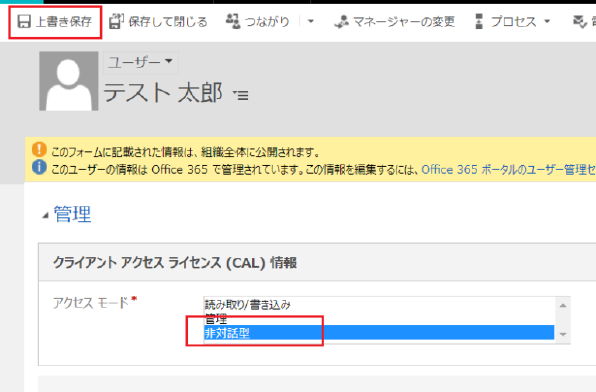 上書き保存 保存して閉じる つながり マネージャーの変更 プロセス
ユーザー
テスト 太郎
このフォームに記載された情報は、組織全体に公開されます。
このユーザーの情報は Office 365 で管理されています。この情報を編集するには、Office 365 ポータルのユーザー管理セ
管理
クライアント アクセス ライセンス (CAL) 情報
アクセス モード*
読み取り/書き込み
管理
非対話型